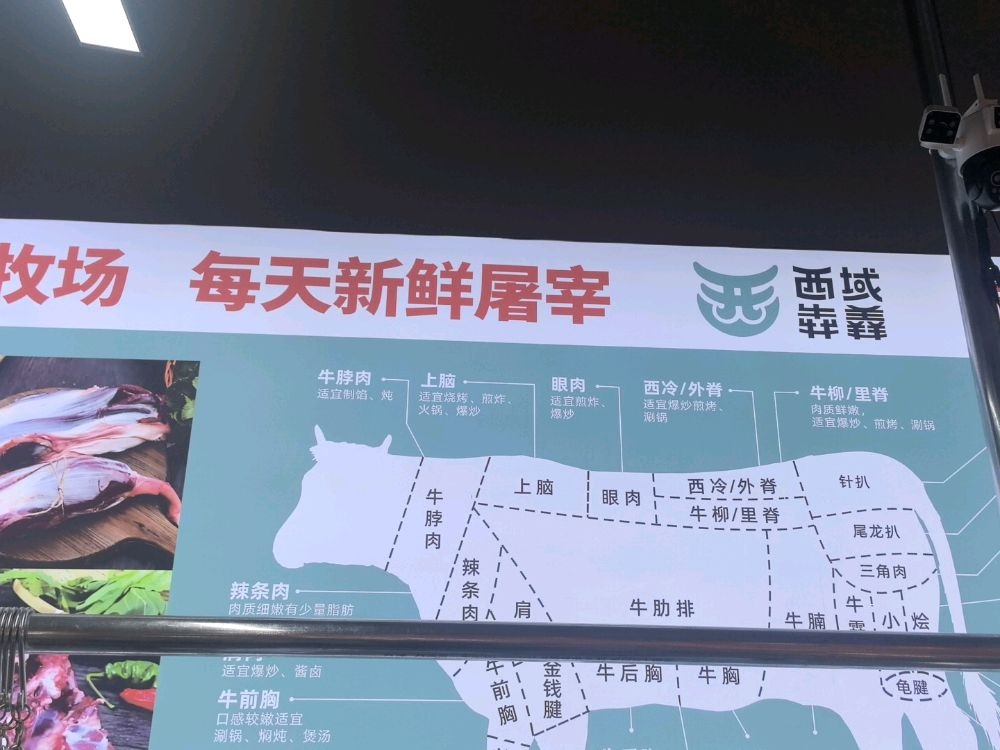 牧场 每天新鲜屠宰
西域
犇羴
牛脖肉
适宜制馅、炖
上脑
适宜烧烤、煎炸、
火锅、爆炒
眼肉
适宜煎炸、
爆炒
西冷/外脊
适宜爆炒煎烤、
涮锅
牛柳/里脊
肉质鲜嫩,
适宜爆炒、煎烤、涮锅
牛脖肉
上脑
眼肉
西冷/外脊
牛柳/里脊
针扒
尾龙扒
三角肉
辣条肉
肩
牛肋排
牛腩
牛霖
小
烩
辣条肉
肉质细嫩有少量脂肪
适宜爆炒、酱卤
牛前胸
口感较嫩适宜
涮锅、焖炖、煲汤
牛前胸
金钱腱
牛后胸
牛胸
龟腱